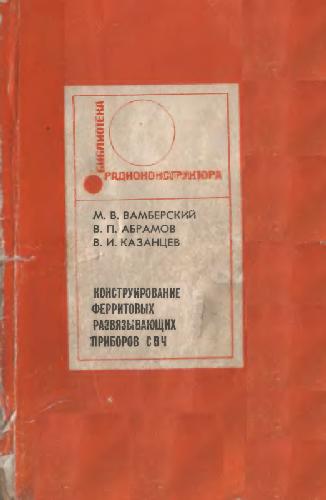 БИБЛИОТЕКА
РАДИОКОНСТРУКТОРА
М. В. ВАМБЕРСКИЙ
В. П. АБРАМОВ
В. И. КАЗАНЦЕВ
КОНСТРУИРОВАНИЕ
ФЕРРИТОВЫХ
РАЗВЯЗЫВАЮЩИХ
ПРИБОРОВ СВЧ